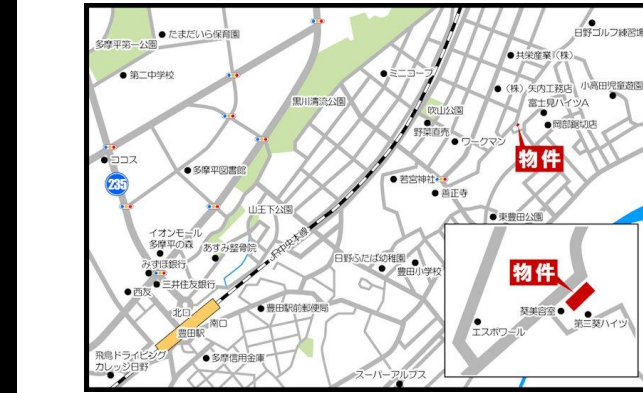 たまだいら保育園
多摩平第一公園
第二中学校
日野ゴルフ練習場
共栄産業(株)
ミニコープ
(株)矢内工務店
小高田児童遊園
富士見ハイツA
岡部鋸切店
黒川清流公園
吹山公園
野菜直売
ワークマン
物件
ココス
235
多摩平図書館
若宮神社
善正寺
山王下公園
東豊田公園
イオンモール
多摩平の森
あすみ整骨院
JR中央本線
日野ふたば幼稚園
豊田小学校
みずほ銀行
三井住友銀行
西友
北口
南口
豊田駅
豊田駅前郵便局
飛鳥ドライビング
カレッジ日野
多摩信用金庫
スーパーアルプス
物件
葵美容室
第三葵ハイツ
エスポワール